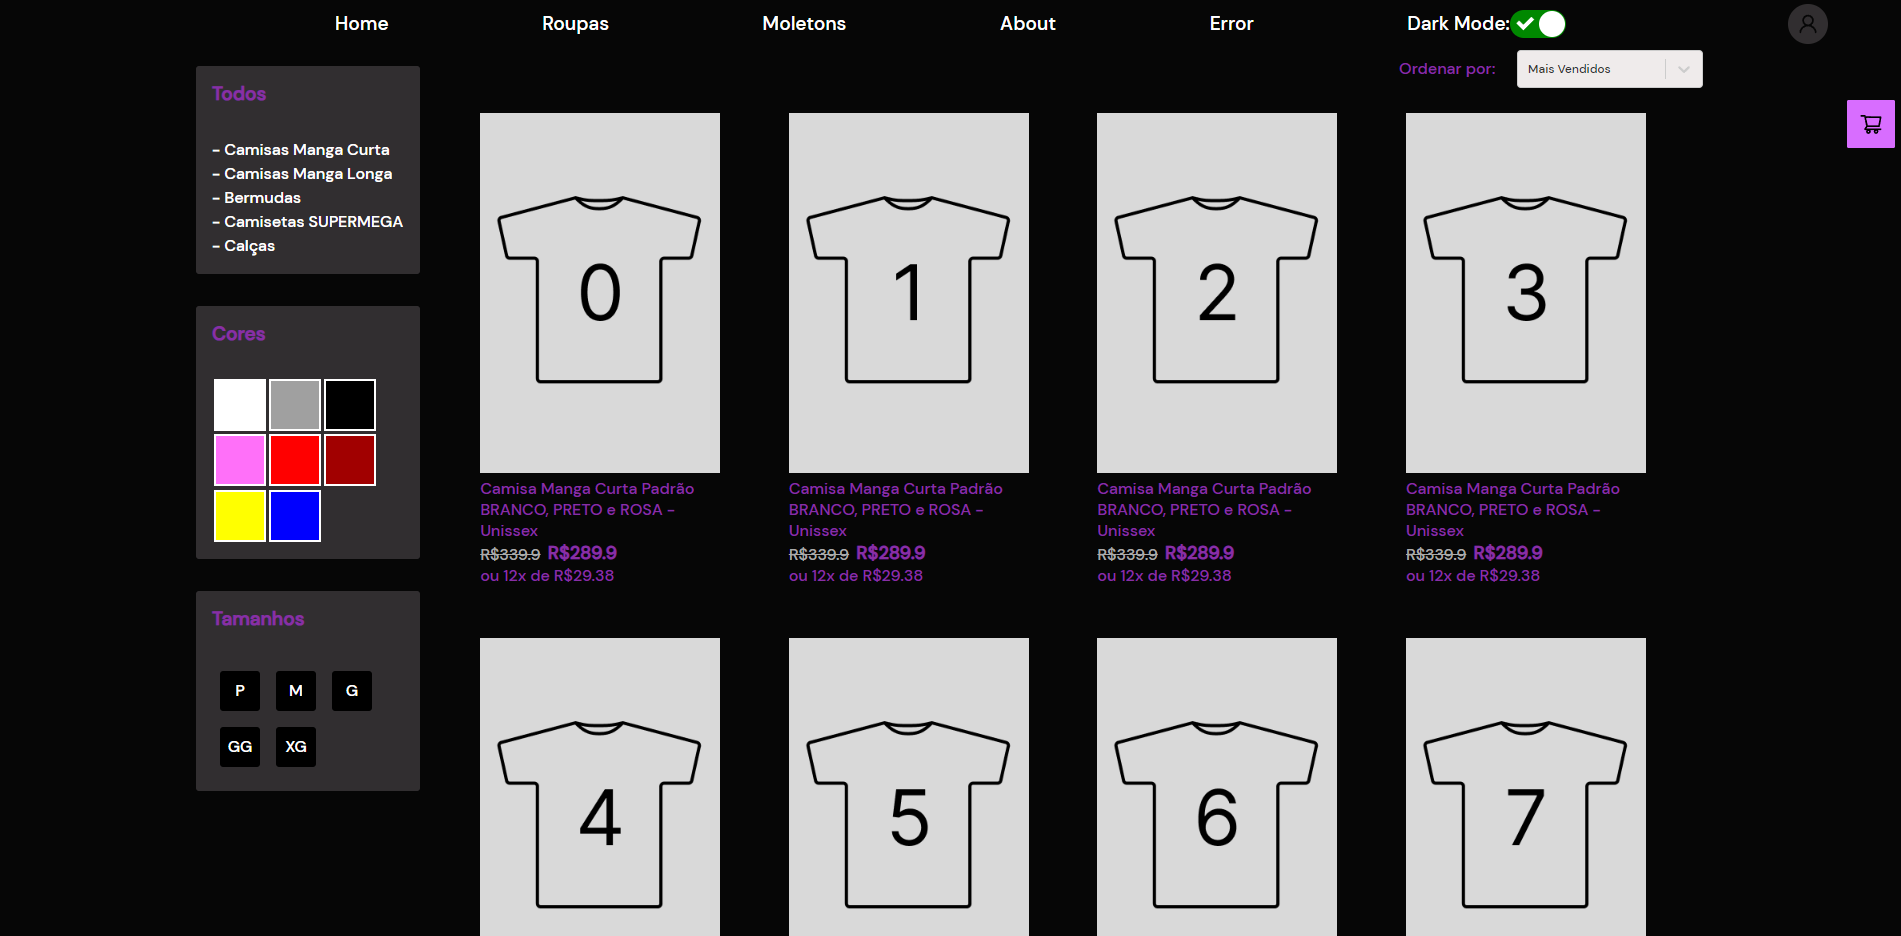 Home Roupas Moletons About Error Dark Mode:
Ordenar por: Mais Vendidos
Todos
- Camisas Manga Curta
- Camisas Manga Longa
- Bermudas
- Camisetas SUPERMEGA
- Calças
Cores
Tamanhos
P M G
GG XG
0
Camisa Manga Curta Padrão
BRANCO, PRETO e ROSA -
Unissex
R$339.9 R$289.9
ou 12x de R$29.38
1
Camisa Manga Curta Padrão
BRANCO, PRETO e ROSA -
Unissex
R$339.9 R$289.9
ou 12x de R$29.38
2
Camisa Manga Curta Padrão
BRANCO, PRETO e ROSA -
Unissex
R$339.9 R$289.9
ou 12x de R$29.38
3
Camisa Manga Curta Padrão
BRANCO, PRETO e ROSA -
Unissex
R$339.9 R$289.9
ou 12x de R$29.38
4
5
6
7